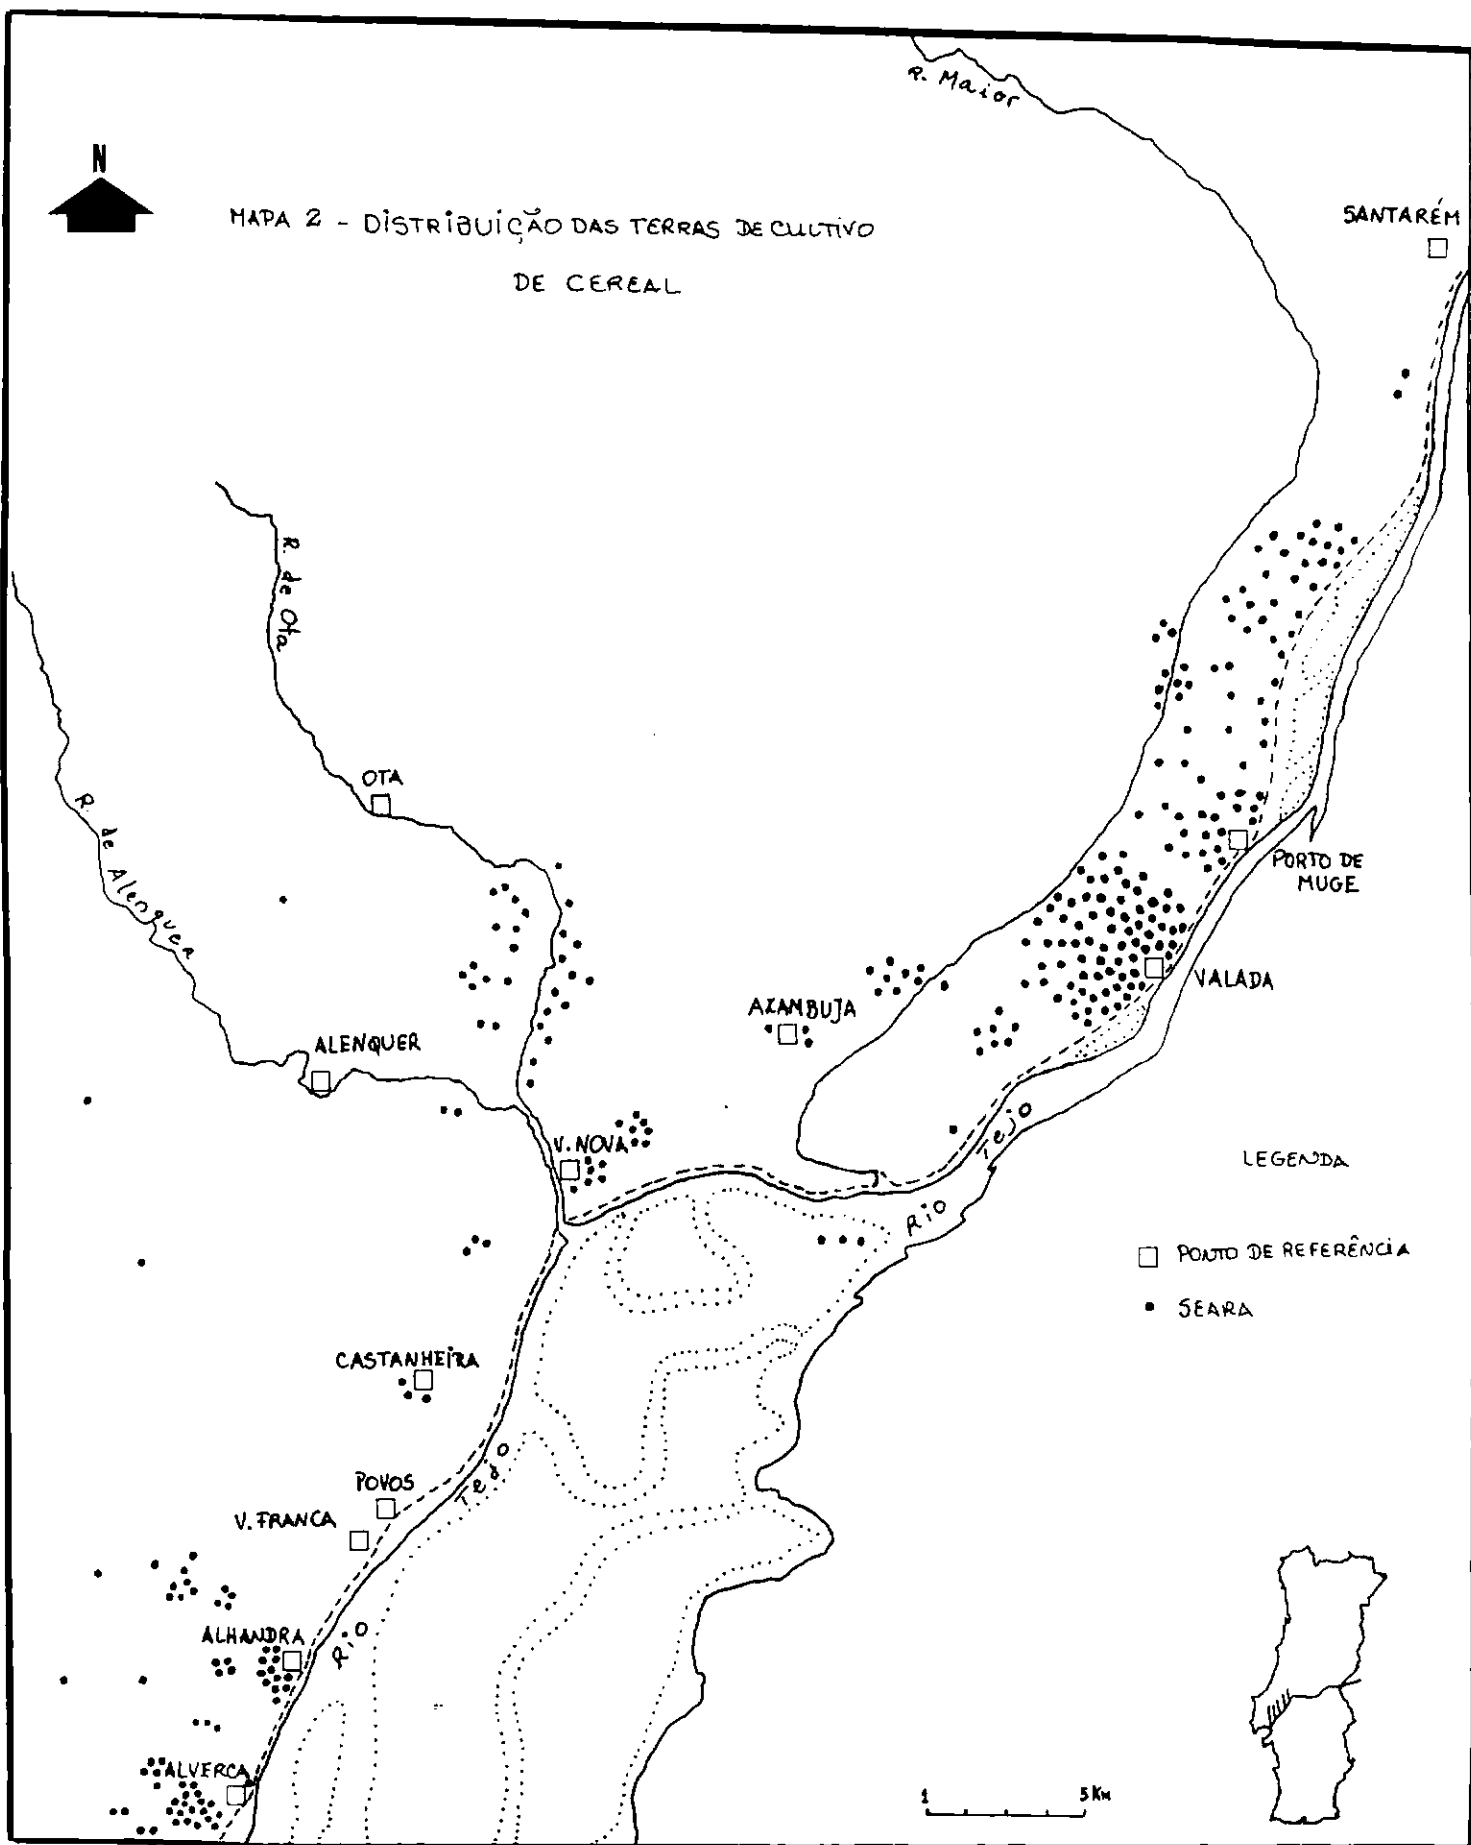 R. Maior
N
SANTARÉM
MAPA 2 - DISTRIBUIÇÃO DAS TERRAS DE CULTIVO
DE CEREAL
R. de Ota
OTA
R. de Alenquer
PORTO DE
MUGE
VALADA
AZAMBUJA
ALENQUER
V. NOVA
Rio Tejo
LEGENDA
PONTO DE REFERÊNCIA
SEARA
CASTANHEIRA
POVOS
V. FRANCA
Rio Tejo
ALHANDRA
ALVERCA
1 5 Km